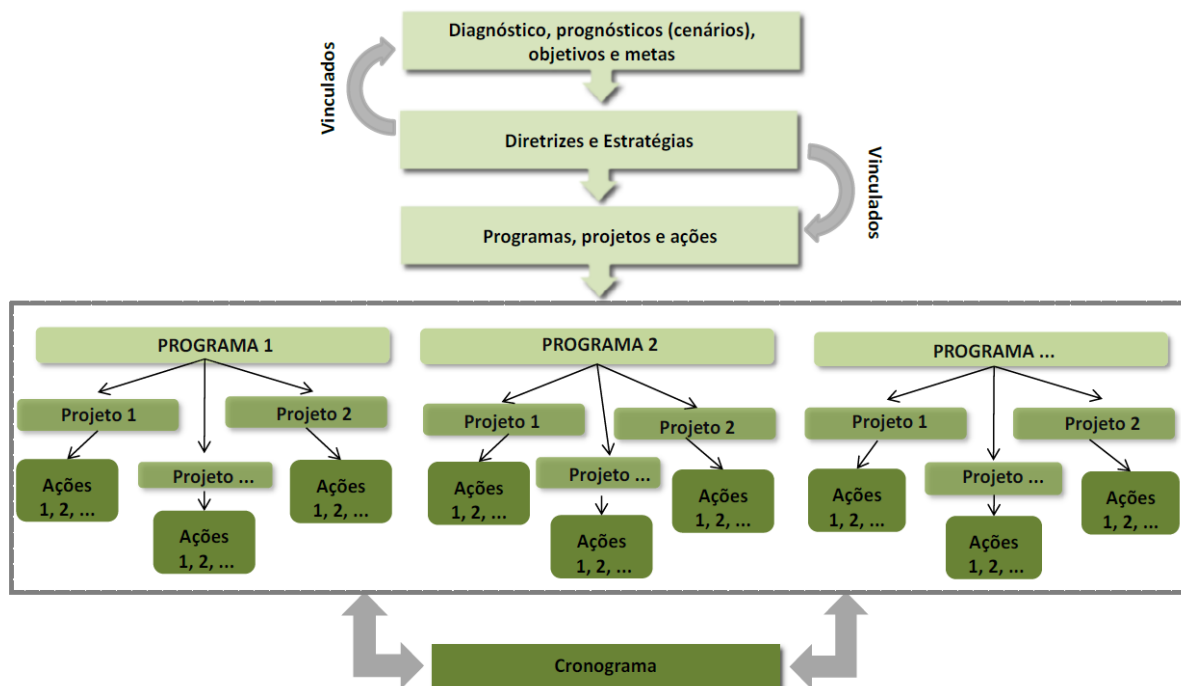 Diagnóstico, prognósticos (cenários),
objetivos e metas
Vinculados
Diretrizes e Estratégias
Vinculados
Programas, projetos e ações
PROGRAMA 1
Projeto 1
Projeto 2
Ações
1, 2, ...
Projeto ...
Ações
1, 2, ...
Ações
1, 2, ...
PROGRAMA 2
Projeto 1
Projeto 2
Ações
1, 2, ...
Projeto ...
Ações
1, 2, ...
Ações
1, 2, ...
PROGRAMA ...
Projeto 1
Projeto 2
Ações
1, 2, ...
Projeto ...
Ações
1, 2, ...
Ações
1, 2, ...
Cronograma